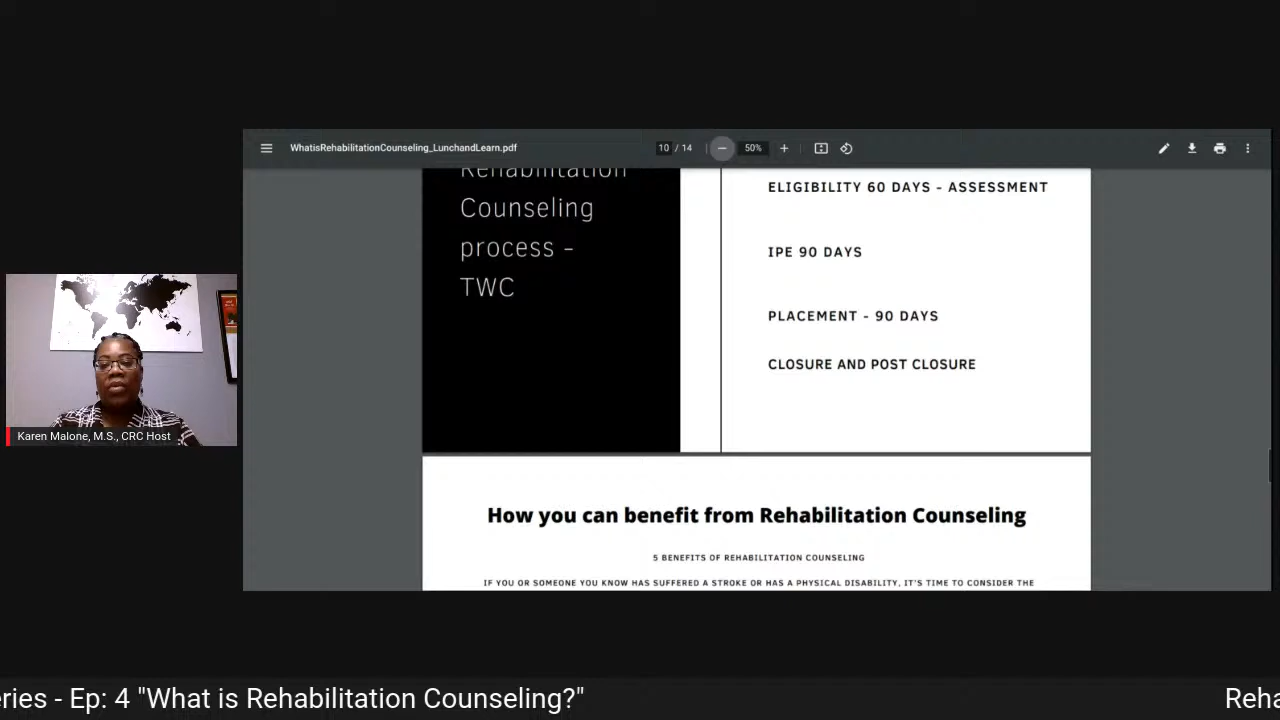 WhatisRehabilitationCounseling_LunchandLearn.pdf
10 / 14
50%
Rehabilitation
Counseling
process -
TWC
ELIGIBILITY 60 DAYS - ASSESSMENT
IPE 90 DAYS
PLACEMENT - 90 DAYS
CLOSURE AND POST CLOSURE
Karen Malone, M.S., CRC Host
How you can benefit from Rehabilitation Counseling
5 BENEFITS OF REHABILITATION COUNSELING
IF YOU OR SOMEONE YOU KNOW HAS SUFFERED A STROKE OR HAS A PHYSICAL DISABILITY, IT'S TIME TO CONSIDER THE
eries - Ep: 4 "What is Rehabilitation Counseling?"
Reha